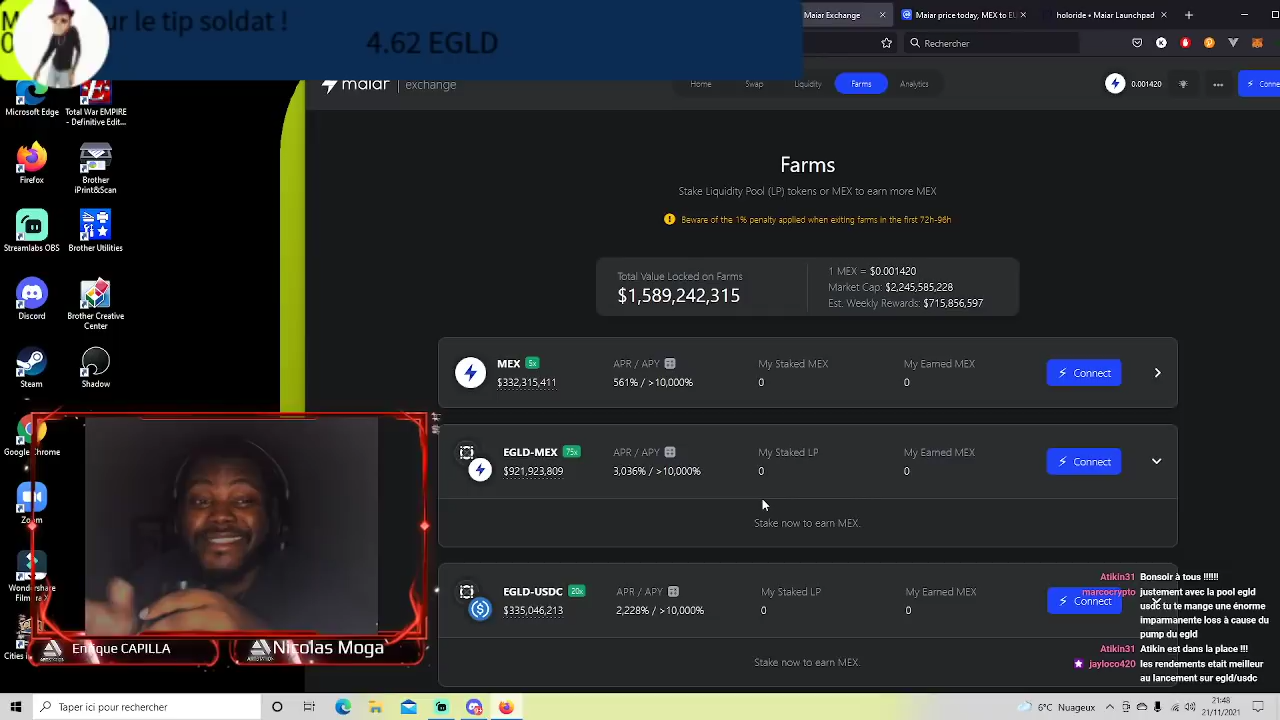 ur le tip soldat !
4.62 EGLD
Maiar Exchange
Maiar price today, MEX to
holoride - Maiar Launchpad
Rechercher
maiar exchange
Home Swap Liquidity Farms Analytics
0.001420
Microsoft Edge
Total War EMPIRE - Definitive Edit...
Firefox
Brother iPrint&Scan
Streamlabs OBS
Brother Utilities
Discord
Brother Creative Center
Steam
Shadow
Google Chrome
Zoom
Wondershare
Farms
Stake Liquidity Pool (LP) tokens or MEX to earn more MEX
Beware of the 1% penalty applied when exiting farms in the first 72h-96h
Total Value Locked on Farms
$1,589,242,315
1 MEX = $0.001420
Market Cap: $2,245,585,228
Est. Weekly Rewards: $715,856,597
MEX 5x
$332,315,411
APR / APY
561% / >10,000%
My Staked MEX
0
My Earned MEX
0
Connect
EGLD-MEX 75x
$921,923,809
APR / APY
3,036% / >10,000%
My Staked LP
0
My Earned MEX
0
Connect
Stake now to earn MEX.
EGLD-USDC 20x
$335,046,213
APR / APY
2,228% / >10,000%
My Staked LP
0
My Earned MEX
0
Connect
Stake now to earn MEX.
Atikin31 Bonsoir à tous !!!!!!
marcocrypto justement avec la pool egld
usdc tu te mange une énorme
impermanente loss a cause du
pump du egld
Atikin31 Atikin est dans la place !!!
Jaylocko320 les rendements etait meilleur
au lancement sur egld/usdc
Enrique CAPILLA
Nicolas Moga
Taper ici pour rechercher
6°C Nuageux
21:48
21/11/2021